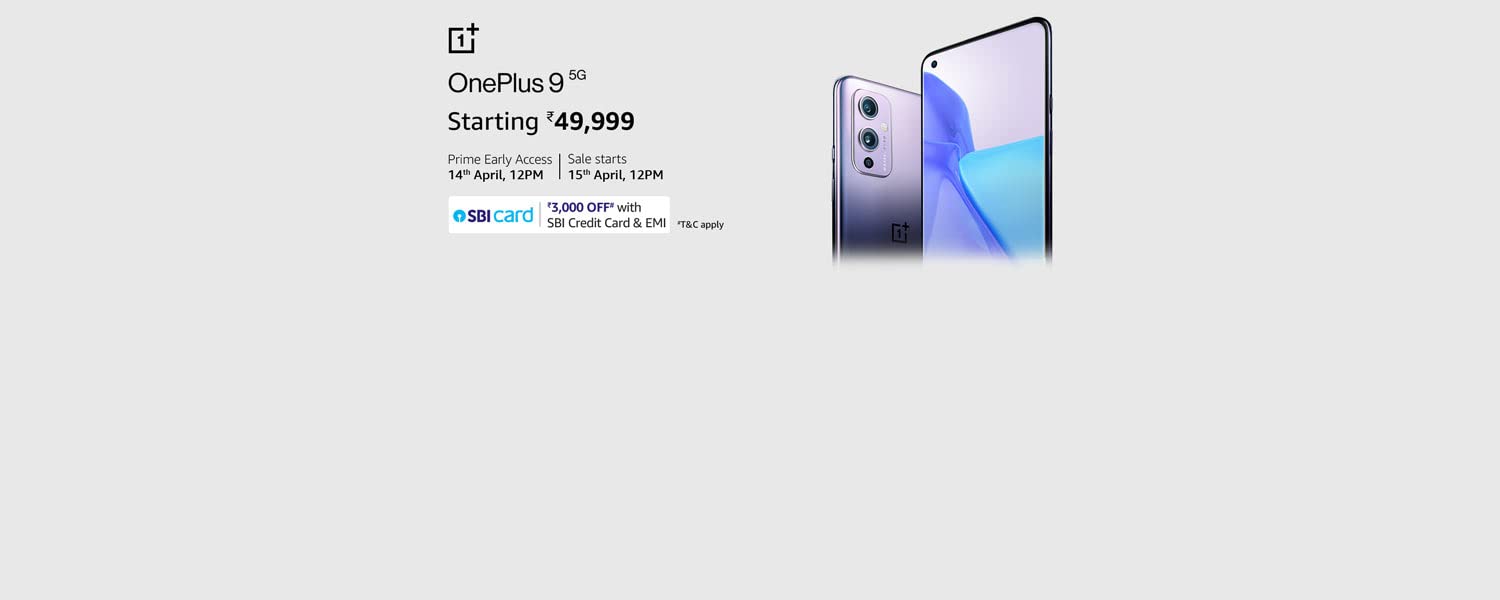 OnePlus 9 5G
Starting ₹49,999
Prime Early Access | Sale starts
14th April, 12PM | 15th April, 12PM
SBI card | ₹3,000 OFF# with
SBI Credit Card & EMI
#T&C apply